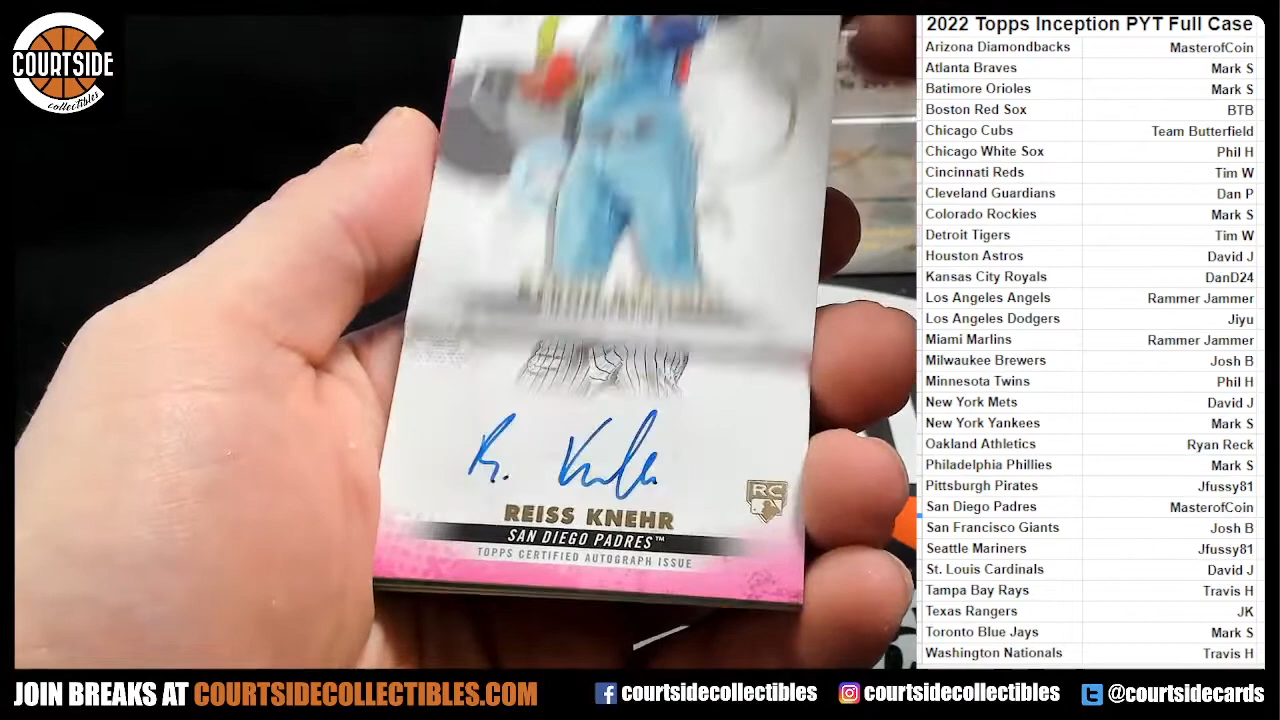 COURTSIDE
collectibles
2022 Topps Inception PYT Full Case
Arizona Diamondbacks MasterofCoin
Atlanta Braves Mark S
Batimore Orioles Mark S
Boston Red Sox BTB
Chicago Cubs Team Butterfield
Chicago White Sox Phil H
Cincinnati Reds Tim W
Cleveland Guardians Dan P
Colorado Rockies Mark S
Detroit Tigers Tim W
Houston Astros David J
Kansas City Royals DanD24
Los Angeles Angels Rammer Jammer
Los Angeles Dodgers Jiyu
Miami Marlins Rammer Jammer
Milwaukee Brewers Josh B
Minnesota Twins Phil H
New York Mets David J
New York Yankees Mark S
Oakland Athletics Ryan Reck
Philadelphia Phillies Mark S
Pittsburgh Pirates Jfussy81
San Diego Padres MasterofCoin
San Francisco Giants Josh B
Seattle Mariners Jfussy81
St. Louis Cardinals David J
Tampa Bay Rays Travis H
Texas Rangers JK
Toronto Blue Jays Mark S
Washington Nationals Travis H
RC
REISS KNEHR
SAN DIEGO PADRES™
TOPPS CERTIFIED AUTOGRAPH ISSUE
JOIN BREAKS AT COURTSIDECOLLECTIBLES.COM
courtsidecollectibles
courtsidecollectibles
@courtsidecards